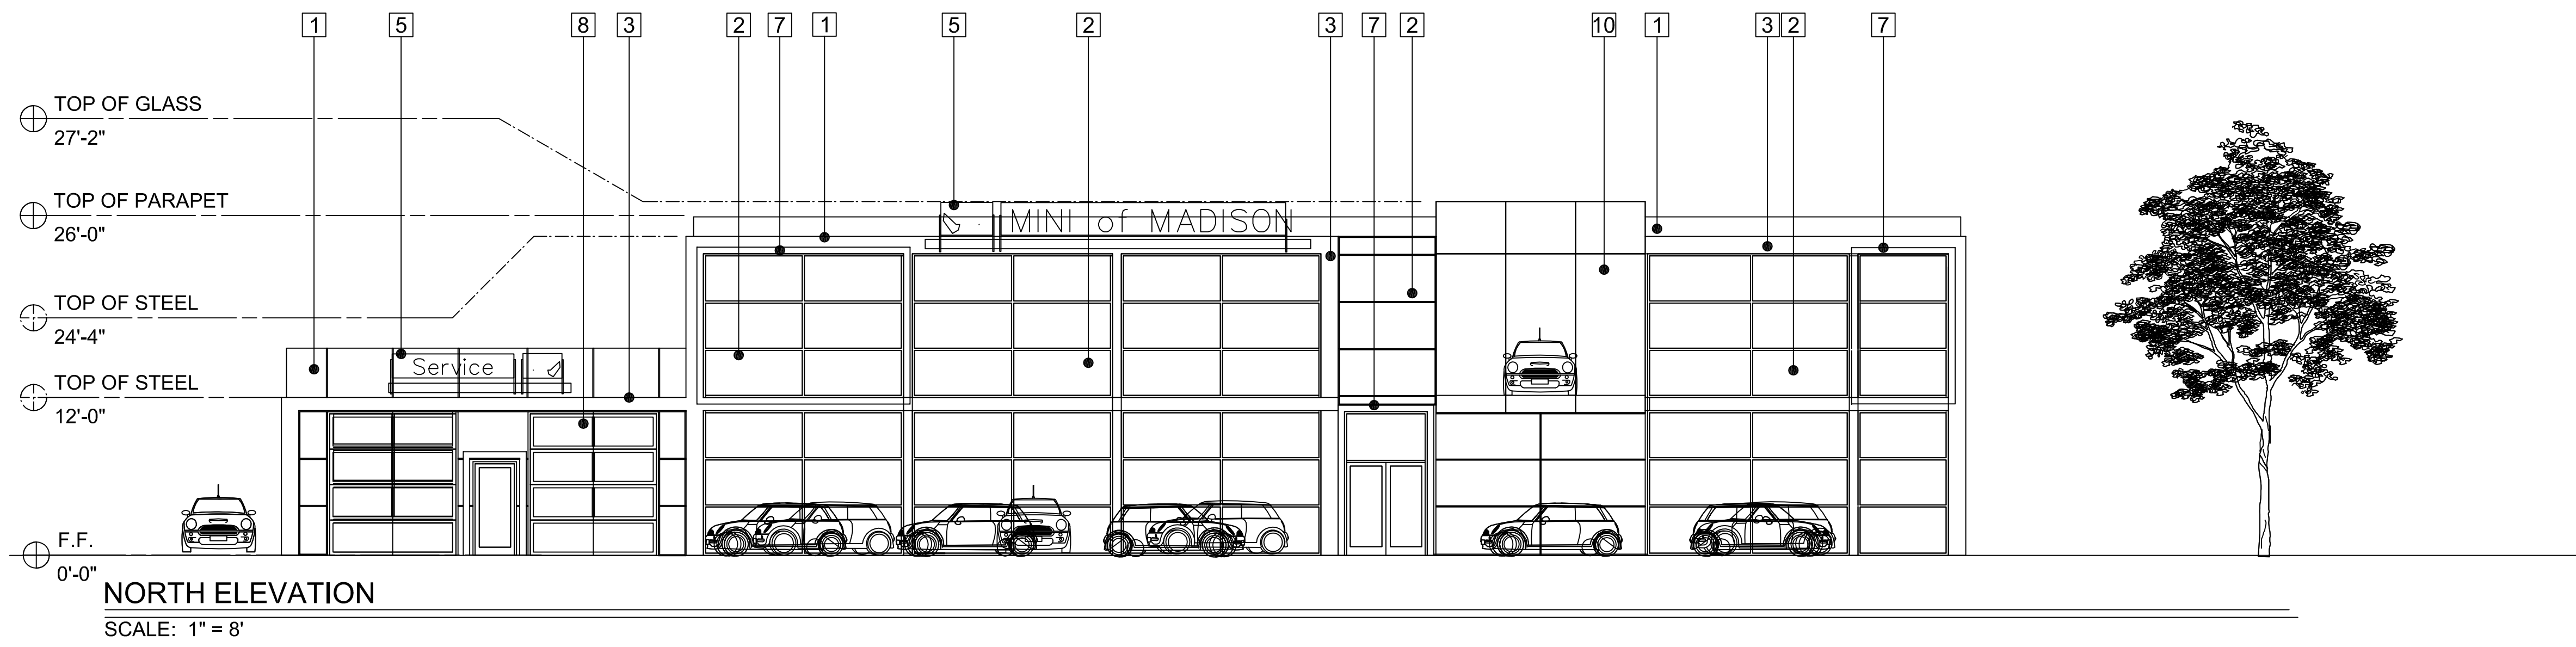 1 5 8 3 2 7 1 5 2 3 7 2 10 1 3 2 7
TOP OF GLASS
27'-2"
TOP OF PARAPET
26'-0"
MINI of MADISON
TOP OF STEEL
24'-4"
Service
TOP OF STEEL
12'-0"
F.F.
0'-0"
NORTH ELEVATION
SCALE: 1" = 8'